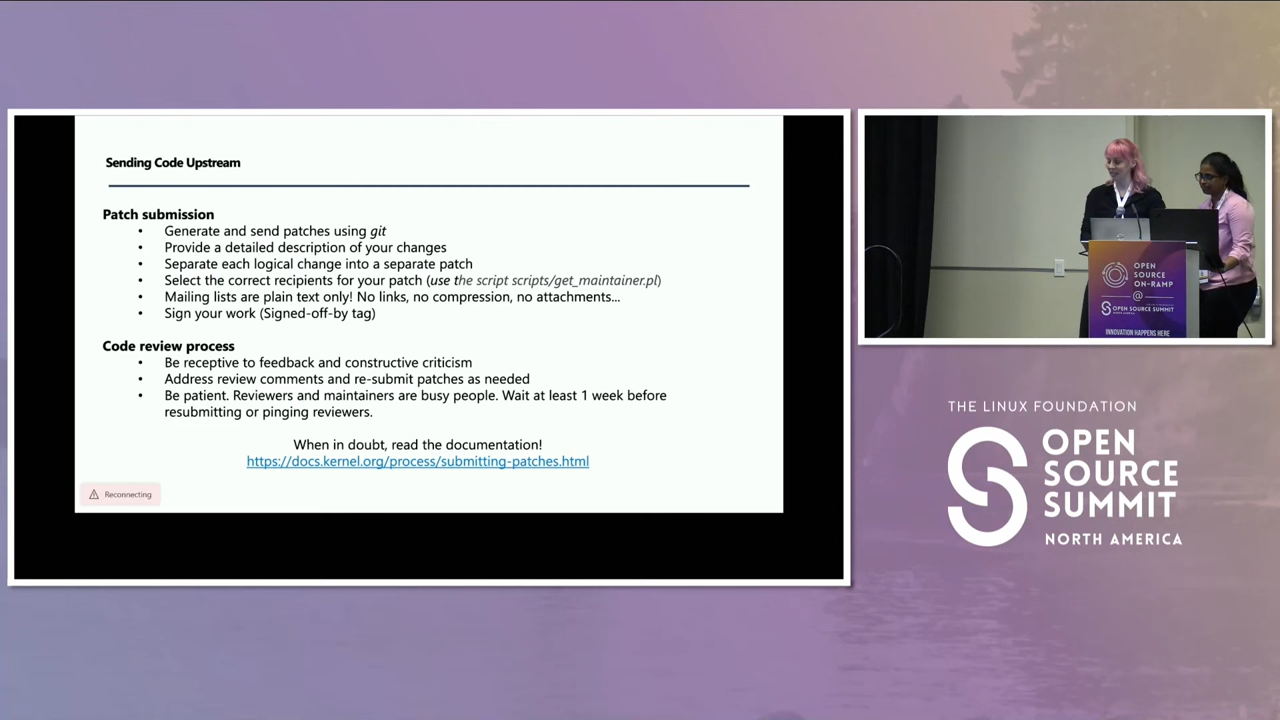 Sending Code Upstream
Patch submission
• Generate and send patches using git
• Provide a detailed description of your changes
• Separate each logical change into a separate patch
• Select the correct recipients for your patch (use the script scripts/get_maintainer.pl)
• Mailing lists are plain text only! No links, no compression, no attachments...
• Sign your work (Signed-off-by tag)
Code review process
• Be receptive to feedback and constructive criticism
• Address review comments and re-submit patches as needed
• Be patient. Reviewers and maintainers are busy people. Wait at least 1 week before
resubmitting or pinging reviewers.
When in doubt, read the documentation!
https://docs.kernel.org/process/submitting-patches.html
Reconnecting
OPEN
SOURCE
ON-RAMP
@
OPEN SOURCE SUMMIT
INNOVATION HAPPENS HERE
THE LINUX FOUNDATION
OPEN
SOURCE
SUMMIT
NORTH AMERICA